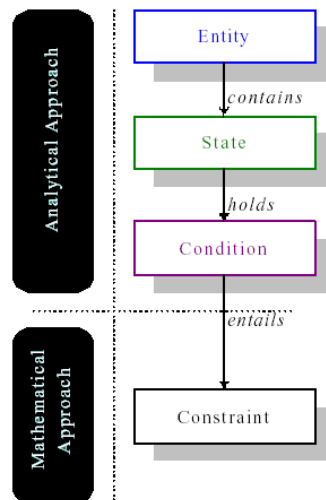 Analytical Approach
Entity
contains
State
holds
Condition
entails
Mathematical
Approach
Constraint